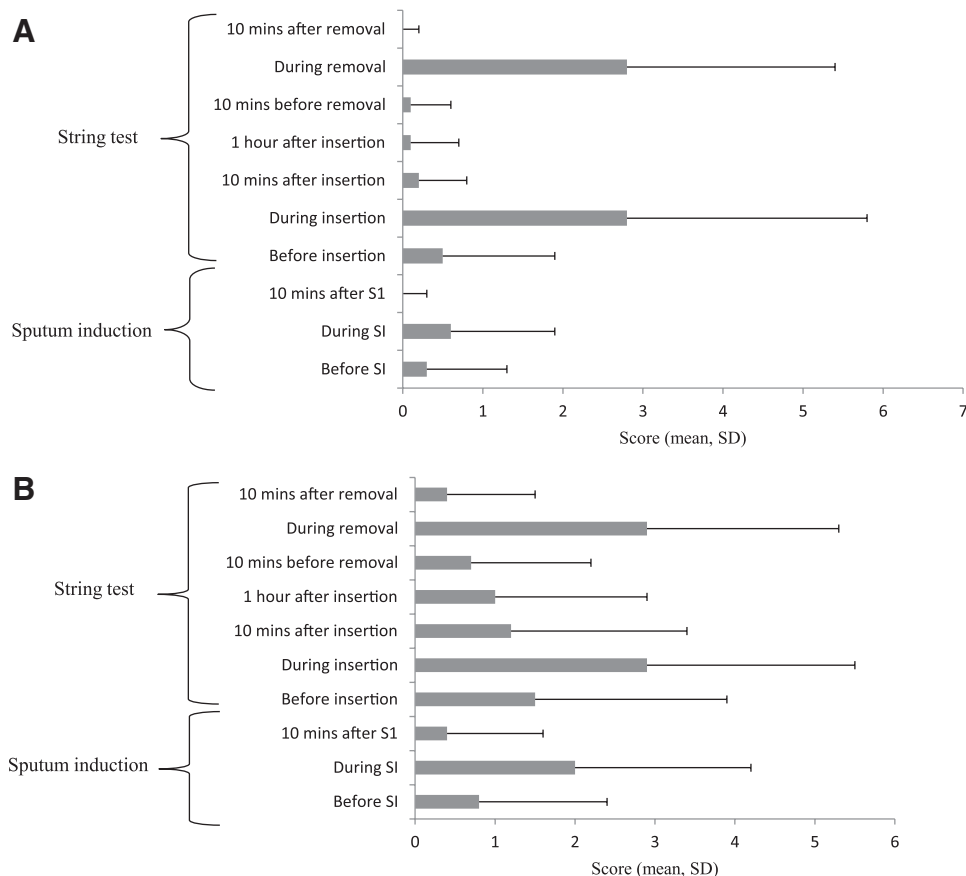 A
10 mins after removal
During removal
10 mins before removal
1 hour after insertion
String test
10 mins after insertion
During insertion
Before insertion
10 mins after S1
Sputum induction
During SI
Before SI
0 1 2 3 4 5 6 7
Score (mean, SD)
B
10 mins after removal
During removal
10 mins before removal
String test
1 hour after insertion
10 mins after insertion
During insertion
Before insertion
10 mins after S1
Sputum induction
During SI
Before SI
0 1 2 3 4 5 6
Score (mean, SD)